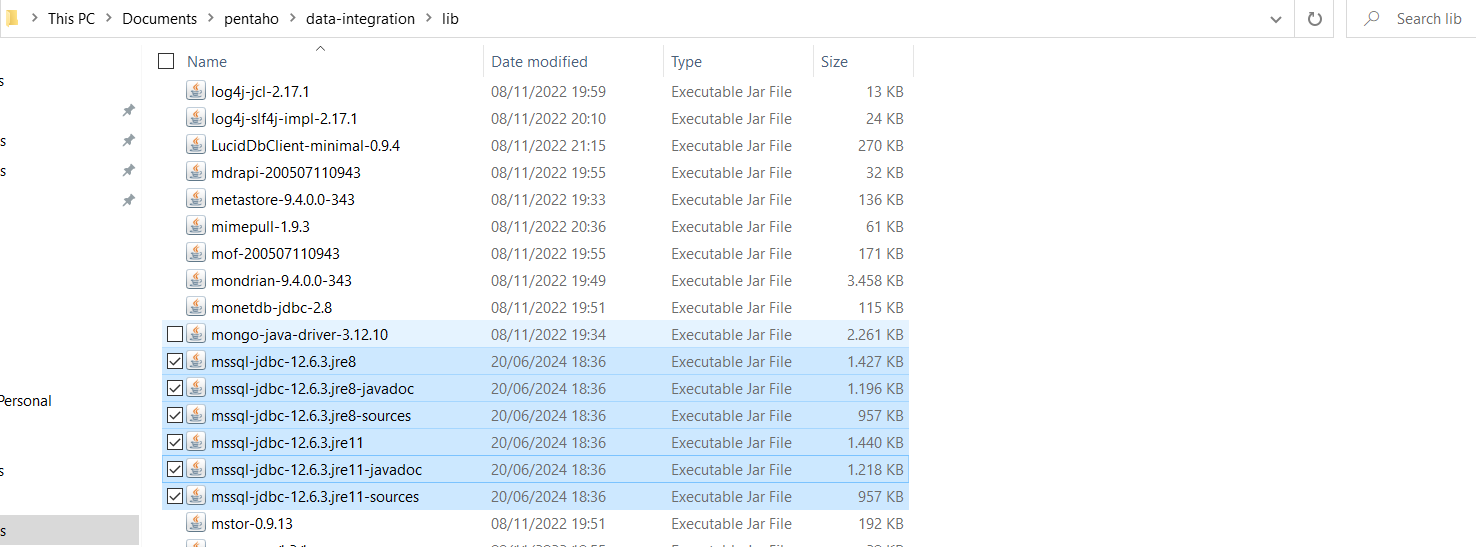 This PC > Documents > pentaho > data-integration > lib
Search lib
Name Date modified Type Size
log4j-jcl-2.17.1 08/11/2022 19:59 Executable Jar File 13 KB
log4j-slf4j-impl-2.17.1 08/11/2022 20:10 Executable Jar File 24 KB
LucidDbClient-minimal-0.9.4 08/11/2022 21:15 Executable Jar File 270 KB
mdrapi-200507110943 08/11/2022 19:55 Executable Jar File 32 KB
metastore-9.4.0.0-343 08/11/2022 19:33 Executable Jar File 136 KB
mimepull-1.9.3 08/11/2022 20:36 Executable Jar File 61 KB
mof-200507110943 08/11/2022 19:55 Executable Jar File 171 KB
mondrian-9.4.0.0-343 08/11/2022 19:49 Executable Jar File 3.458 KB
monetdb-jdbc-2.8 08/11/2022 19:51 Executable Jar File 115 KB
mongo-java-driver-3.12.10 08/11/2022 19:34 Executable Jar File 2.261 KB
mssql-jdbc-12.6.3.jre8 20/06/2024 18:36 Executable Jar File 1.427 KB
mssql-jdbc-12.6.3.jre8-javadoc 20/06/2024 18:36 Executable Jar File 1.196 KB
Personal
mssql-jdbc-12.6.3.jre8-sources 20/06/2024 18:36 Executable Jar File 957 KB
mssql-jdbc-12.6.3.jre11 20/06/2024 18:36 Executable Jar File 1.440 KB
mssql-jdbc-12.6.3.jre11-javadoc 20/06/2024 18:36 Executable Jar File 1.218 KB
mssql-jdbc-12.6.3.jre11-sources 20/06/2024 18:36 Executable Jar File 957 KB
mstor-0.9.13 08/11/2022 19:51 Executable Jar File 192 KB